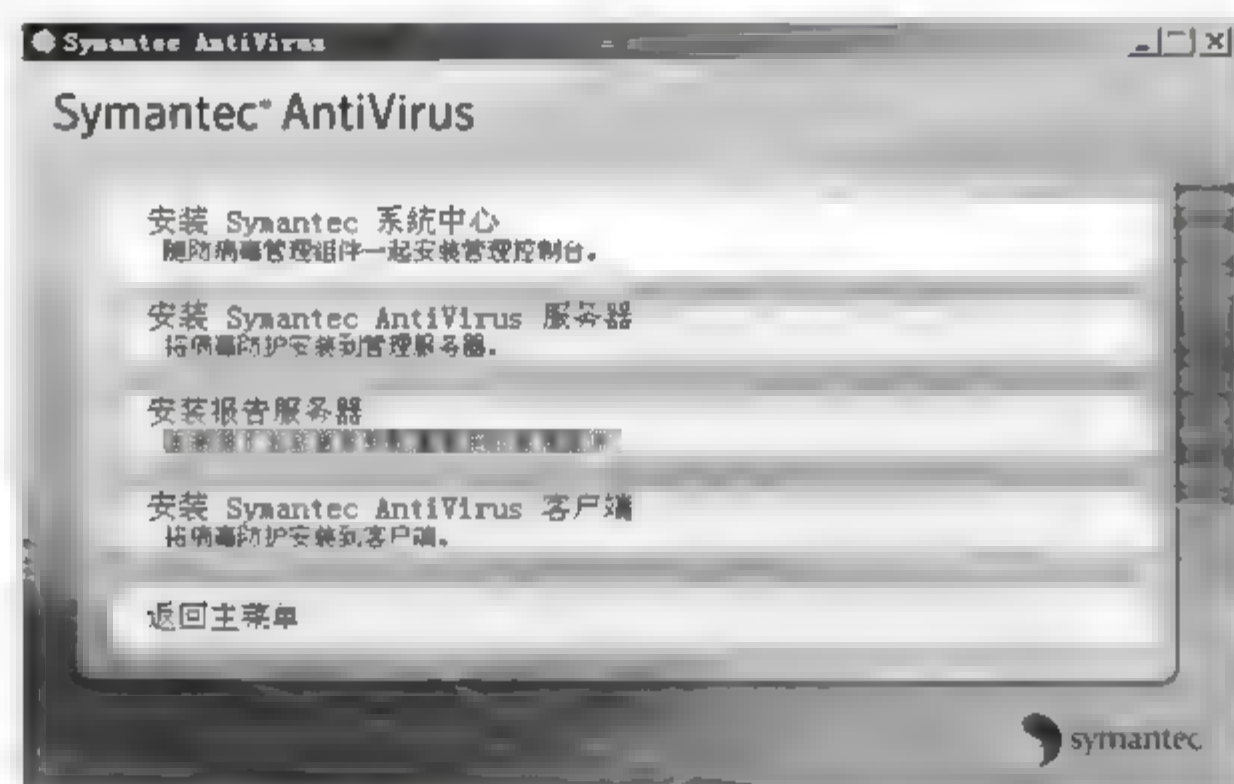 Symantec AntiVirus
Symantec AntiVirus
安装 Symantec 系统中心
随防病毒管理组件一起安装管理控制台。
安装 Symantec AntiVirus 服务器
将病毒防护安装到管理服务器。
安装报告服务器
安装 Symantec AntiVirus 客户端
将病毒防护安装到客户端。
返回主菜单
symantec